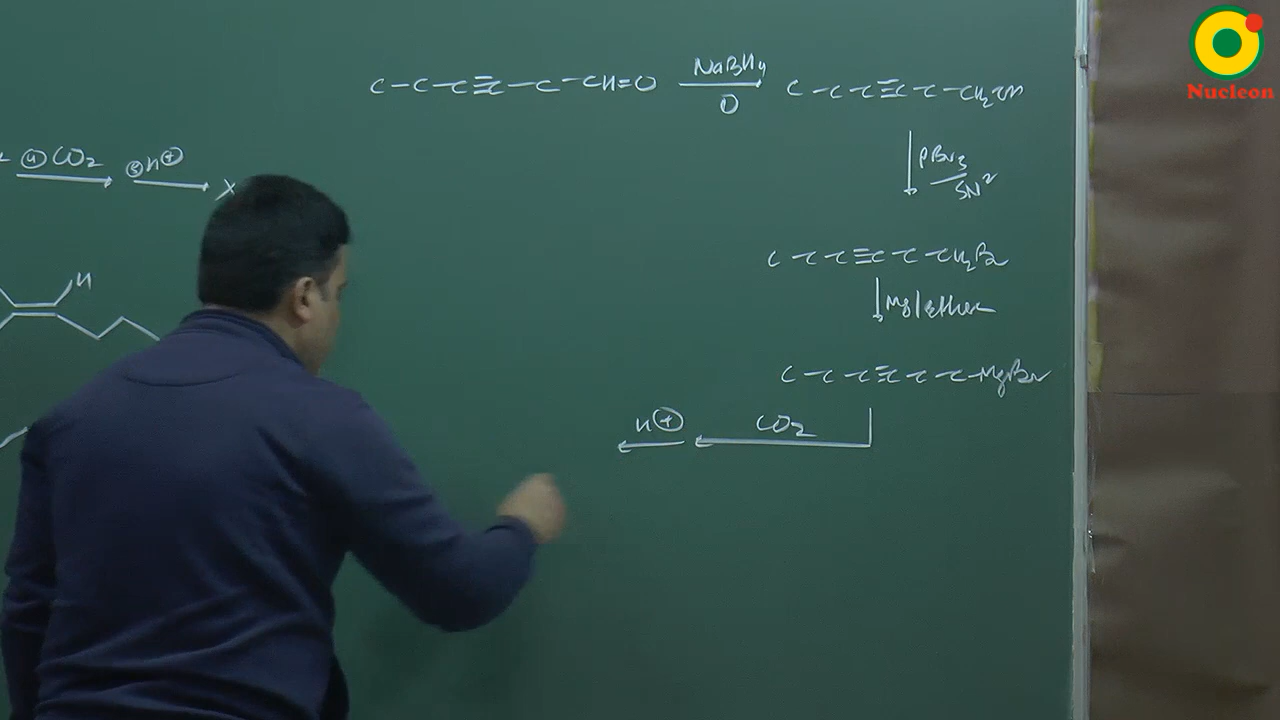 C-C-C≡C-C-CH=O NaBH4 / O C-C-C≡C-C-CH2OH
PBr3
SN2
④ CO2 ⑤ H⊕ X
C-C-C≡C-C-CH2Br
H
Mg/ether
C-C-C≡C-C-C-MgBr
H⊕ CO2
Nucleon